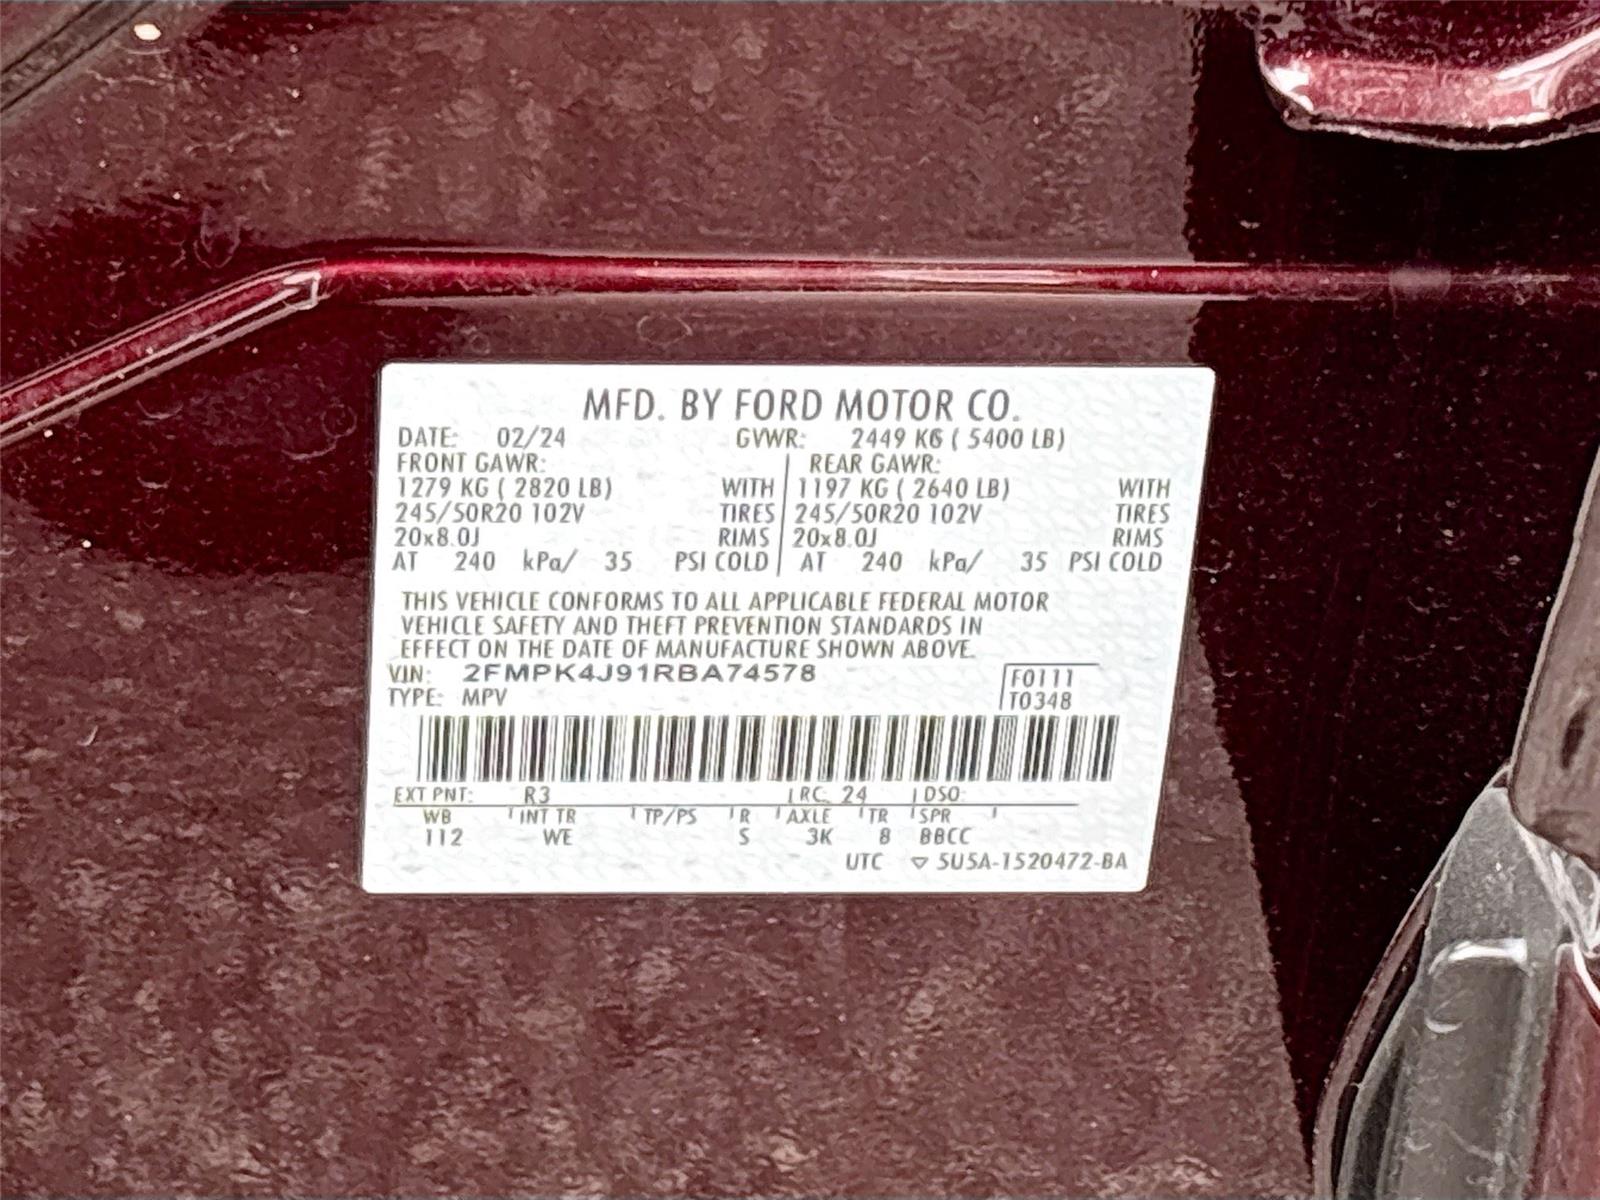 MFD. BY FORD MOTOR CO.
DATE: 02/24 GVWR: 2449 KG ( 5400 LB)
FRONT GAWR: REAR GAWR:
1279 KG ( 2820 LB) WITH 1197 KG ( 2640 LB) WITH
245/50R20 102V TIRES 245/50R20 102V TIRES
20x8.0J RIMS 20x8.0J RIMS
AT 240 kPa/ 35 PSI COLD AT 240 kPa/ 35 PSI COLD
THIS VEHICLE CONFORMS TO ALL APPLICABLE FEDERAL MOTOR
VEHICLE SAFETY AND THEFT PREVENTION STANDARDS IN
EFFECT ON THE DATE OF MANUFACTURE SHOWN ABOVE.
VIN: 2FMPK4J91RBA74578 F0111
TYPE: MPV T0348
EXT PNT: R3 RC: 24 DSO:
WB INT TR TP/PS R AXLE TR SPR
112 WE S 3K 8 BBCC
UTC ▽ SU5A-1520472-BA